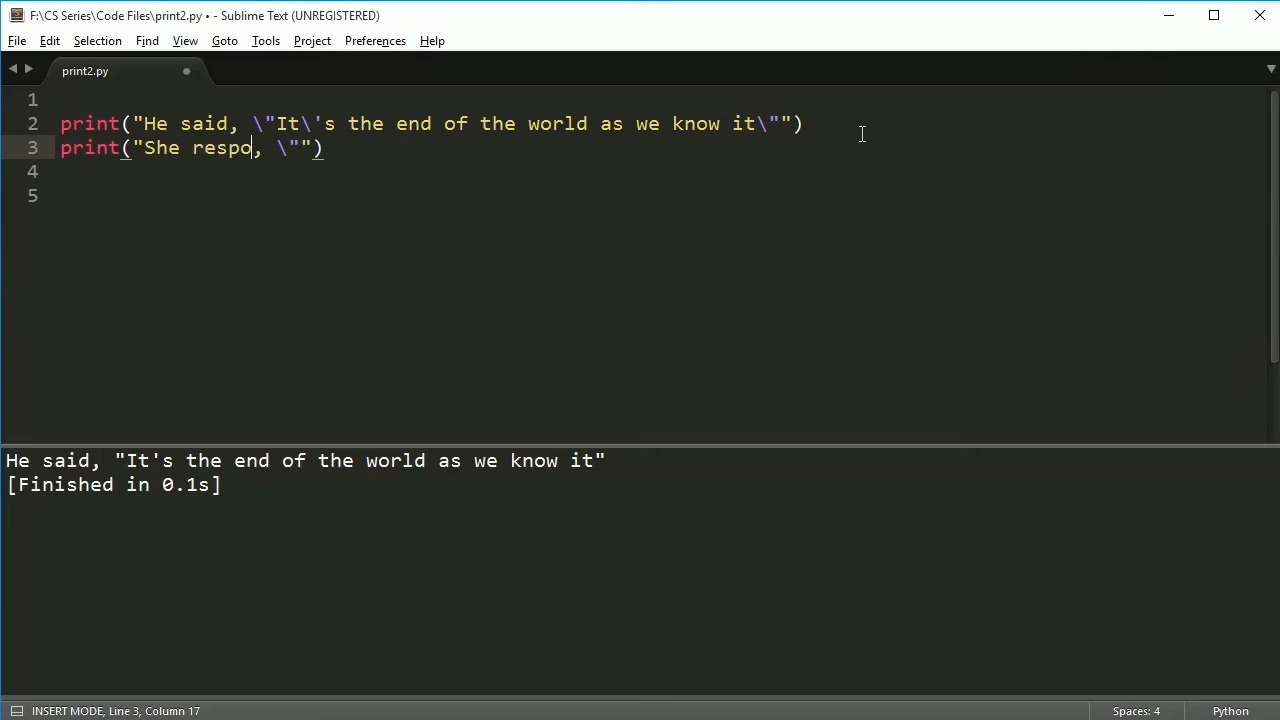 F:\CS Series\Code Files\print2.py • - Sublime Text (UNREGISTERED)
File Edit Selection Find View Goto Tools Project Preferences Help
print2.py
1
2 print("He said, \"It\'s the end of the world as we know it\"")
3 print("She respo, \"")
4
5
He said, "It's the end of the world as we know it"
[Finished in 0.1s]
INSERT MODE, Line 3, Column 17 Spaces: 4 Python